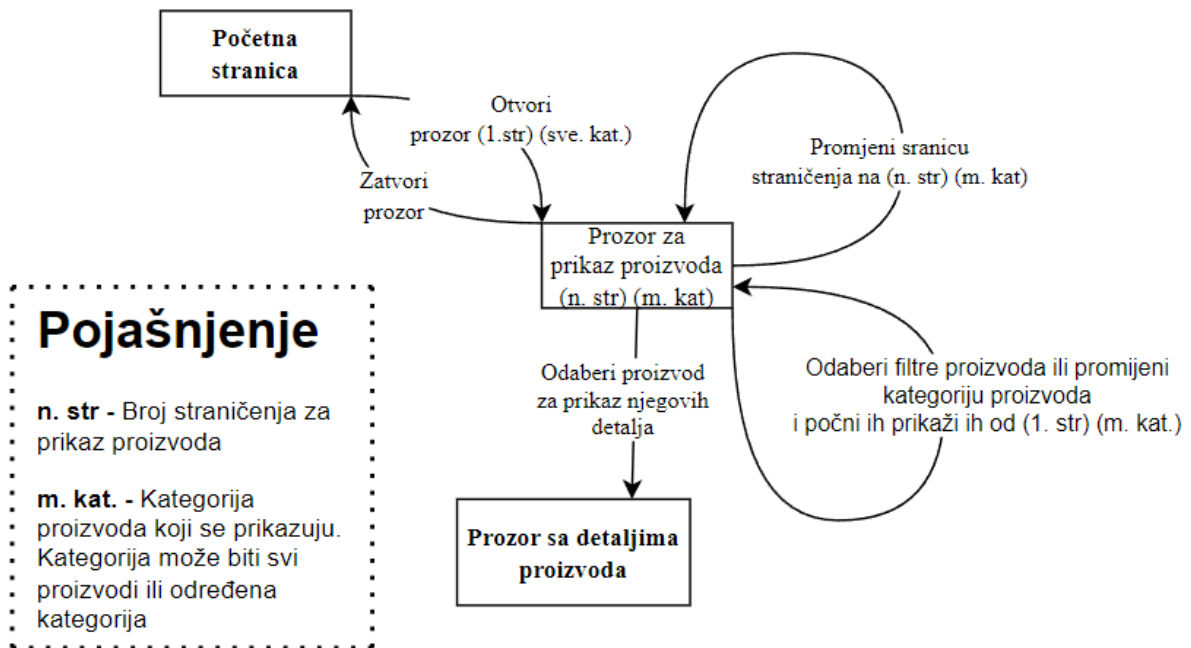 Početna
stranica
Otvori
prozor (1.str) (sve. kat.)
Zatvori
prozor
Promjeni sranicu
straničenja na (n. str) (m. kat)
Prozor za
prikaz proizvoda
(n. str) (m. kat)
Odaberi filtre proizvoda ili promijeni
kategoriju proizvoda
i počni ih prikaži ih od (1. str) (m. kat.)
Odaberi proizvod
za prikaz njegovih
detalja
Prozor sa detaljima
proizvoda
Pojašnjenje
n. str - Broj straničenja za
prikaz proizvoda
m. kat. - Kategorija
proizvoda koji se prikazuju.
Kategorija može biti svi
proizvodi ili određena
kategorija